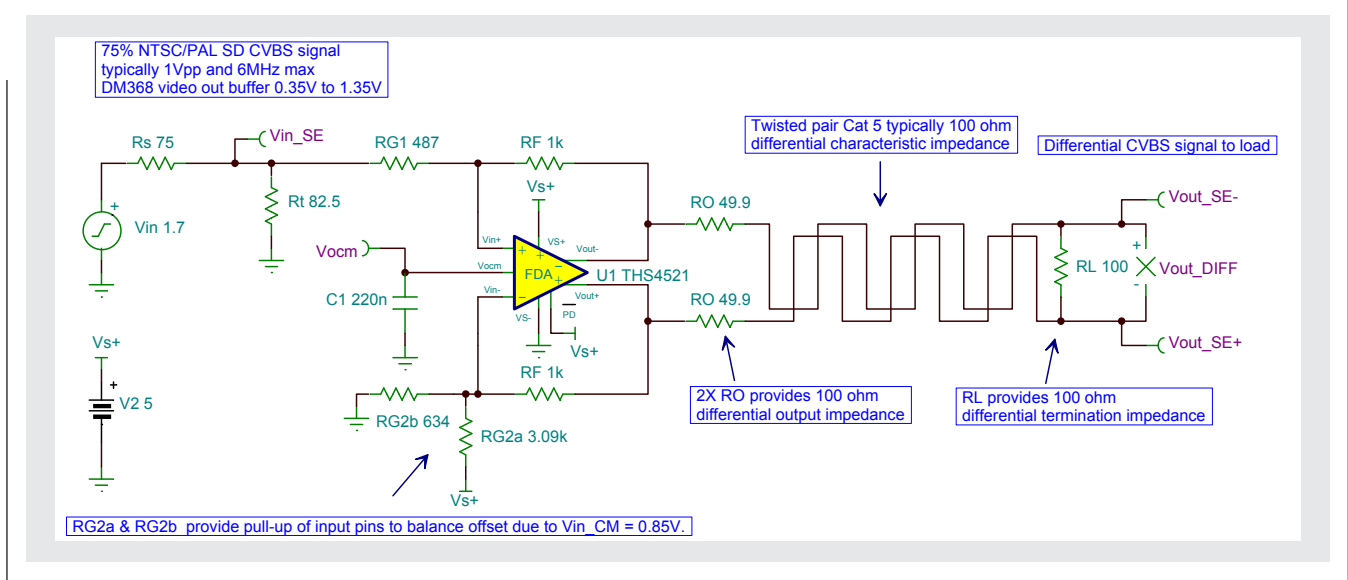 75% NTSC/PAL SD CVBS signal
typically 1Vpp and 6MHz max
DM368 video out buffer 0.35V to 1.35V
Twisted pair Cat 5 typically 100 ohm
differential characteristic impedance
Differential CVBS signal to load
Rs 75
Vin_SE
RG1 487
RF 1k
Vs+
RO 49.9
Vout_SE-
+
Vin 1.7
Rt 82.5
Vocm
Vin+
+
+
VS+
-
Vout-
Vocm
FDA
+
U1 THS4521
Vin-
-
VS-
PD
Vout+
Vs+
C1 220n
RL 100
+
Vout_DIFF
-
RO 49.9
Vout_SE+
Vs+
+
V2 5
RF 1k
RG2b 634
RG2a 3.09k
Vs+
2X RO provides 100 ohm
differential output impedance
RL provides 100 ohm
differential termination impedance
RG2a & RG2b provide pull-up of input pins to balance offset due to Vin_CM = 0.85V.